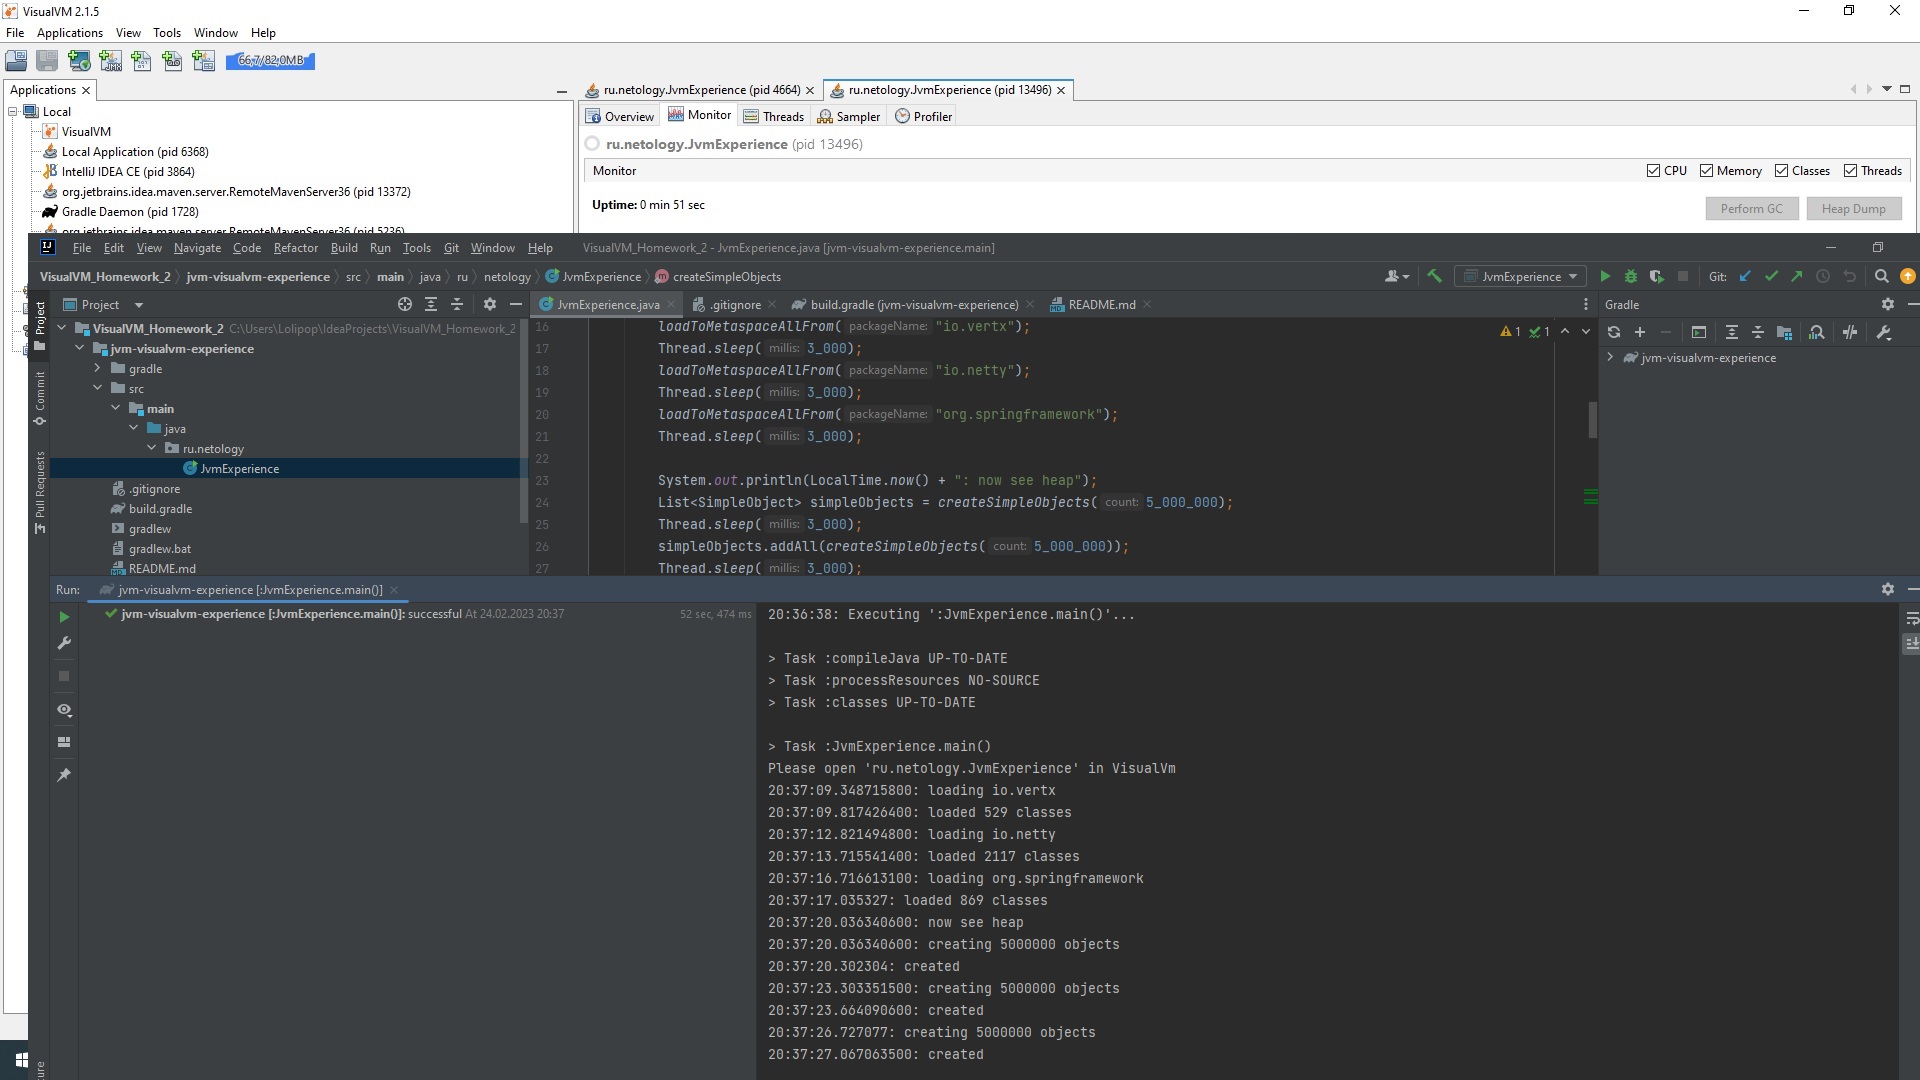 VisualVM 2.1.5
File Applications View Tools Window Help
66,7/82,0MB
Applications
Local
VisualVM
Local Application (pid 6368)
IntelliJ IDEA CE (pid 3864)
org.jetbrains.idea.maven.server.RemoteMavenServer36 (pid 13372)
Gradle Daemon (pid 1728)
org.jetbrains.idea.maven.server.RemoteMavenServer36 (pid 5236)
ru.netology.JvmExperience (pid 4664)
ru.netology.JvmExperience (pid 13496)
Overview Monitor Threads Sampler Profiler
ru.netology.JvmExperience (pid 13496)
Monitor
CPU Memory Classes Threads
Uptime: 0 min 51 sec
Perform GC Heap Dump
IJ File Edit View Navigate Code Refactor Build Run Tools Git Window Help VisualVM_Homework_2 - JvmExperience.java [jvm-visualvm-experience.main]
VisualVM_Homework_2 jvm-visualvm-experience src main java ru netology JvmExperience createSimpleObjects
JvmExperience Git:
Project
Commit
Pull Requests
Project
VisualVM_Homework_2 C:\Users\Lolipop\IdeaProjects\VisualVM_Homework_2
jvm-visualvm-experience
gradle
src
main
java
ru.netology
JvmExperience
.gitignore
build.gradle
gradlew
gradlew.bat
README.md
JvmExperience.java .gitignore build.gradle (jvm-visualvm-experience) README.md
1 1
16 loadToMetaspaceAllFrom( packageName: "io.vertx");
17 Thread.sleep( millis: 3_000);
18 loadToMetaspaceAllFrom( packageName: "io.netty");
19 Thread.sleep( millis: 3_000);
20 loadToMetaspaceAllFrom( packageName: "org.springframework");
21 Thread.sleep( millis: 3_000);
22
23 System.out.println(LocalTime.now() + ": now see heap");
24 List<SimpleObject> simpleObjects = createSimpleObjects( count: 5_000_000);
25 Thread.sleep( millis: 3_000);
26 simpleObjects.addAll(createSimpleObjects( count: 5_000_000));
27 Thread.sleep( millis: 3_000);
Gradle
jvm-visualvm-experience
Run: jvm-visualvm-experience [:JvmExperience.main()]
jvm-visualvm-experience [:JvmExperience.main()]: successful At 24.02.2023 20:37 52 sec, 474 ms
20:36:38: Executing ':JvmExperience.main()'...
> Task :compileJava UP-TO-DATE
> Task :processResources NO-SOURCE
> Task :classes UP-TO-DATE
> Task :JvmExperience.main()
Please open 'ru.netology.JvmExperience' in VisualVm
20:37:09.348715800: loading io.vertx
20:37:09.817426400: loaded 529 classes
20:37:12.821494800: loading io.netty
20:37:13.715541400: loaded 2117 classes
20:37:16.716613100: loading org.springframework
20:37:17.035327: loaded 869 classes
20:37:20.036340600: now see heap
20:37:20.036340600: creating 5000000 objects
20:37:20.302304: created
20:37:23.303351500: creating 5000000 objects
20:37:23.664090600: created
20:37:26.727077: creating 5000000 objects
20:37:27.067063500: created